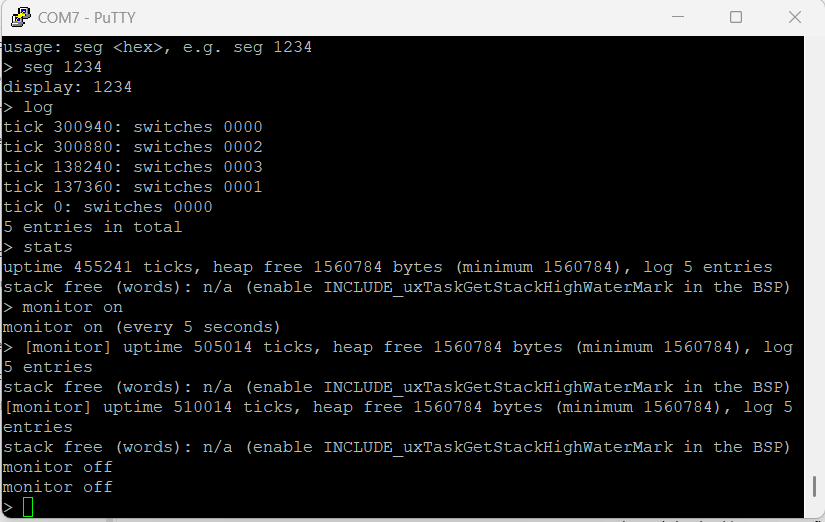 COM7 - PuTTY
usage: seg <hex>, e.g. seg 1234
> seg 1234
display: 1234
> log
tick 300940: switches 0000
tick 300880: switches 0002
tick 138240: switches 0003
tick 137360: switches 0001
tick 0: switches 0000
5 entries in total
> stats
uptime 455241 ticks, heap free 1560784 bytes (minimum 1560784), log 5 entries
stack free (words): n/a (enable INCLUDE_uxTaskGetStackHighWaterMark in the BSP)
> monitor on
monitor on (every 5 seconds)
> [monitor] uptime 505014 ticks, heap free 1560784 bytes (minimum 1560784), log
5 entries
stack free (words): n/a (enable INCLUDE_uxTaskGetStackHighWaterMark in the BSP)
[monitor] uptime 510014 ticks, heap free 1560784 bytes (minimum 1560784), log 5
entries
stack free (words): n/a (enable INCLUDE_uxTaskGetStackHighWaterMark in the BSP)
monitor off
monitor off
>